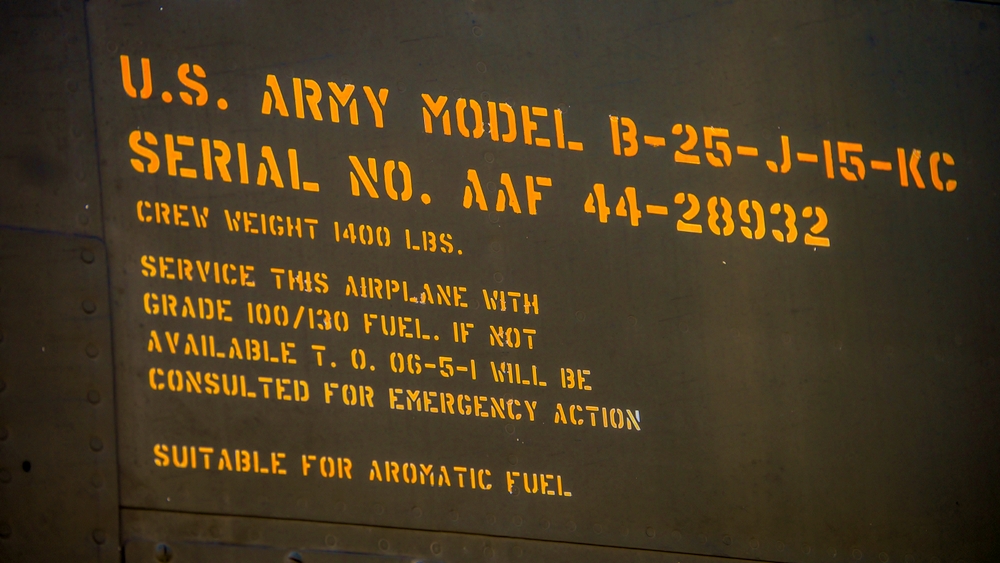 U.S. ARMY MODEL B-25-J-15-KC
SERIAL NO. AAF 44-28932
CREW WEIGHT 1400 LBS.
SERVICE THIS AIRPLANE WITH
GRADE 100/130 FUEL. IF NOT
AVAILABLE T. O. 06-5-1 WILL BE
CONSULTED FOR EMERGENCY ACTION
SUITABLE FOR AROMATIC FUEL